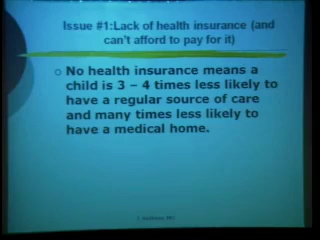 Issue #1:Lack of health insurance (and
can't afford to pay for it)
No health insurance means a
child is 3 – 4 times less likely to
have a regular source of care
and many times less likely to
have a medical home.